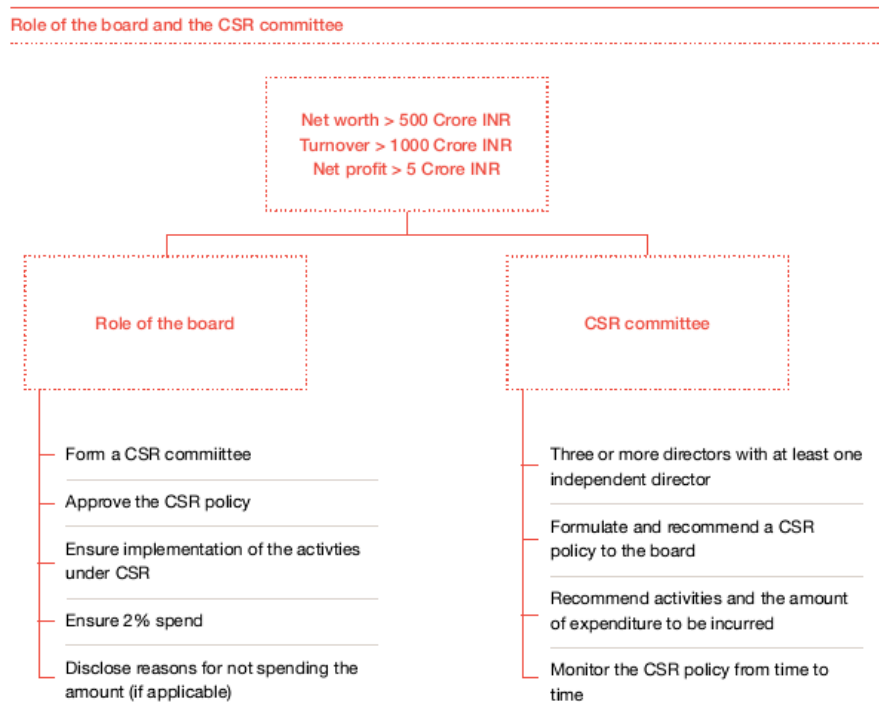 Role of the board and the CSR committee
Net worth > 500 Crore INR
Turnover > 1000 Crore INR
Net profit > 5 Crore INR
Role of the board
Form a CSR commiittee
Approve the CSR policy
Ensure implementation of the activties
under CSR
Ensure 2% spend
Disclose reasons for not spending the
amount (if applicable)
CSR committee
Three or more directors with at least one
independent director
Formulate and recommend a CSR
policy to the board
Recommend activities and the amount
of expenditure to be incurred
Monitor the CSR policy from time to
time